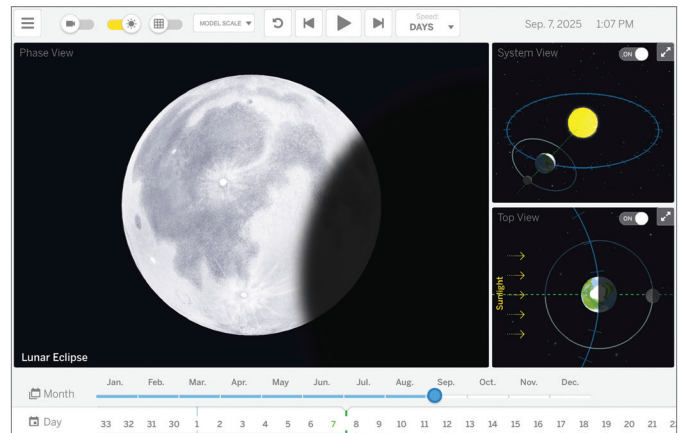 MODEL SCALE
Speed:
DAYS
Sep. 7, 2025 1:07 PM
Phase View
Lunar Eclipse
System View
ON
Top View
ON
Sunlight
Month
Jan. Feb. Mar. Apr. May Jun. Jul. Aug. Sep. Oct. Nov. Dec.
Day
33 32 31 30 1 2 3 4 5 6 7 8 9 10 11 12 13 14 15 16 17 18 19 20 21